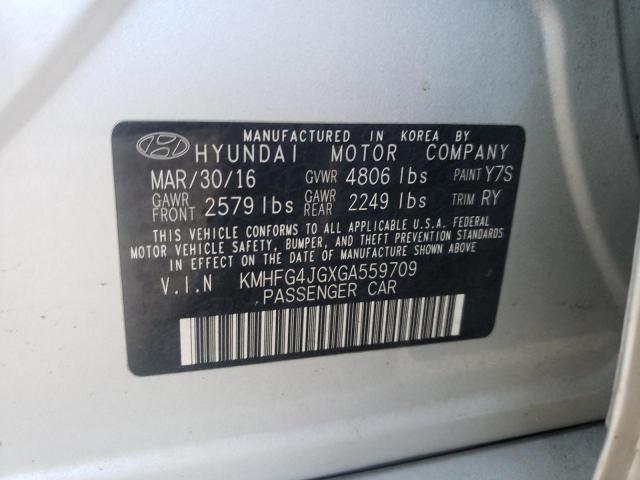 MANUFACTURED IN KOREA BY
HYUNDAI MOTOR COMPANY
MAR/30/16 GVWR 4806 lbs PAINT Y7S
GAWR FRONT 2579 lbs GAWR REAR 2249 lbs TRIM RY
THIS VEHICLE CONFORMS TO ALL APPLICABLE U.S.A. FEDERAL
MOTOR VEHICLE SAFETY, BUMPER, AND THEFT PREVENTION STANDARDS
IN EFFECT ON THE DATE OF MANUFACTURE SHOWN ABOVE.
V.I.N KMHFG4JGXGA559709
PASSENGER CAR